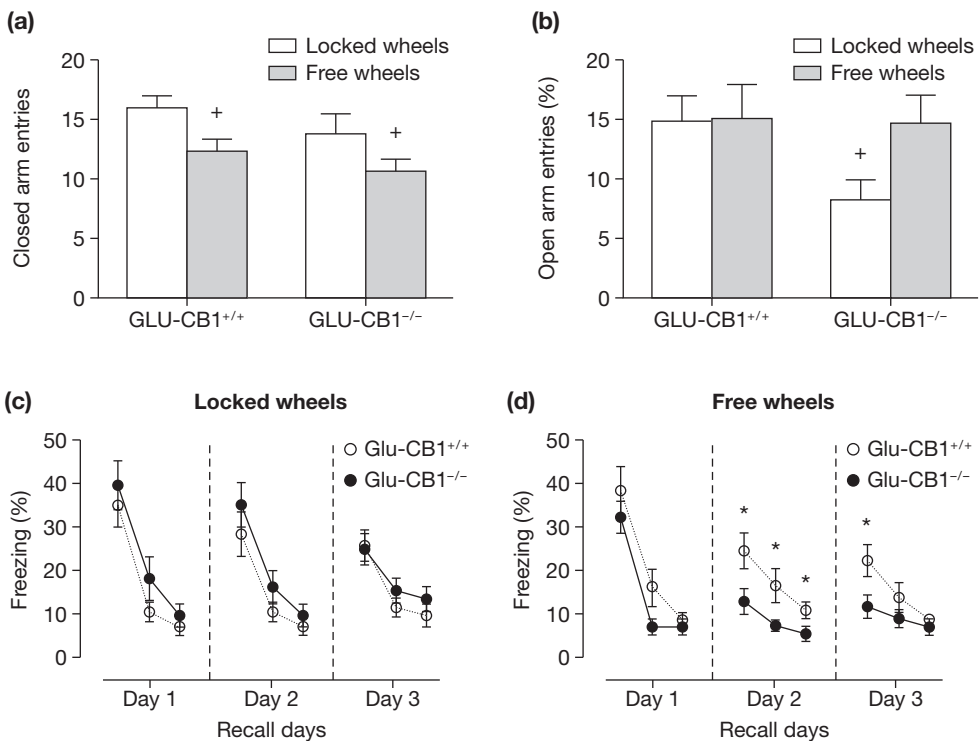 (a)
Locked wheels
Free wheels
Closed arm entries
20
15
10
5
0
+
+
GLU-CB1+/+
GLU-CB1−/−
(b)
Locked wheels
Free wheels
Open arm entries (%)
20
15
10
5
0
+
GLU-CB1+/+
GLU-CB1−/−
(c)
Locked wheels
Glu-CB1+/+
Glu-CB1−/−
Freezing (%)
50
40
30
20
10
0
Day 1
Day 2
Day 3
Recall days
(d)
Free wheels
Glu-CB1+/+
Glu-CB1−/−
Freezing (%)
50
40
30
20
10
0
*
*
*
*
Day 1
Day 2
Day 3
Recall days